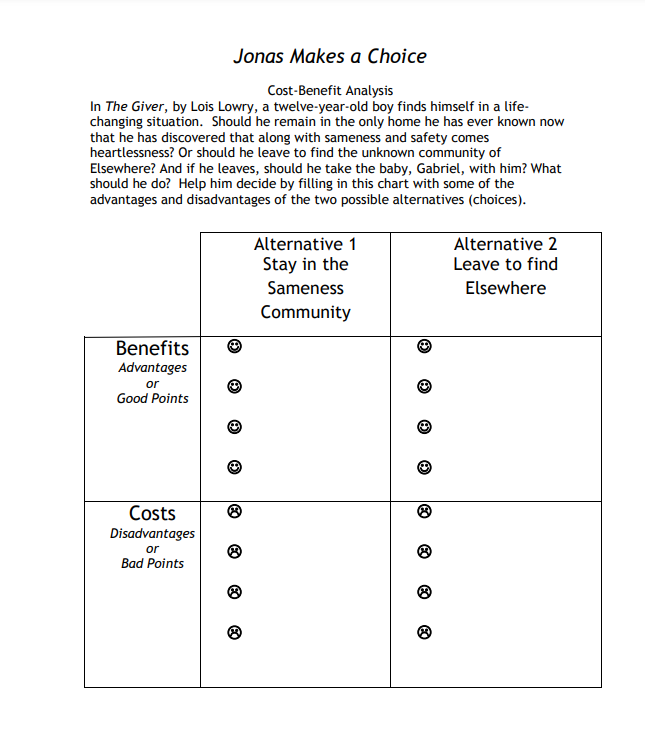 Jonas Makes a Choice
Cost-Benefit Analysis
In The Giver, by Lois Lowry, a twelve-year-old boy finds himself in a life-
changing situation.  Should he remain in the only home he has ever known now
that he has discovered that along with sameness and safety comes
heartlessness? Or should he leave to find the unknown community of
Elsewhere? And if he leaves, should he take the baby, Gabriel, with him? What
should he do?  Help him decide by filling in this chart with some of the
advantages and disadvantages of the two possible alternatives (choices).
Alternative 1
Stay in the
Sameness
Community
Alternative 2
Leave to find
Elsewhere
Benefits
Advantages
or
Good Points
Costs
Disadvantages
or
Bad Points